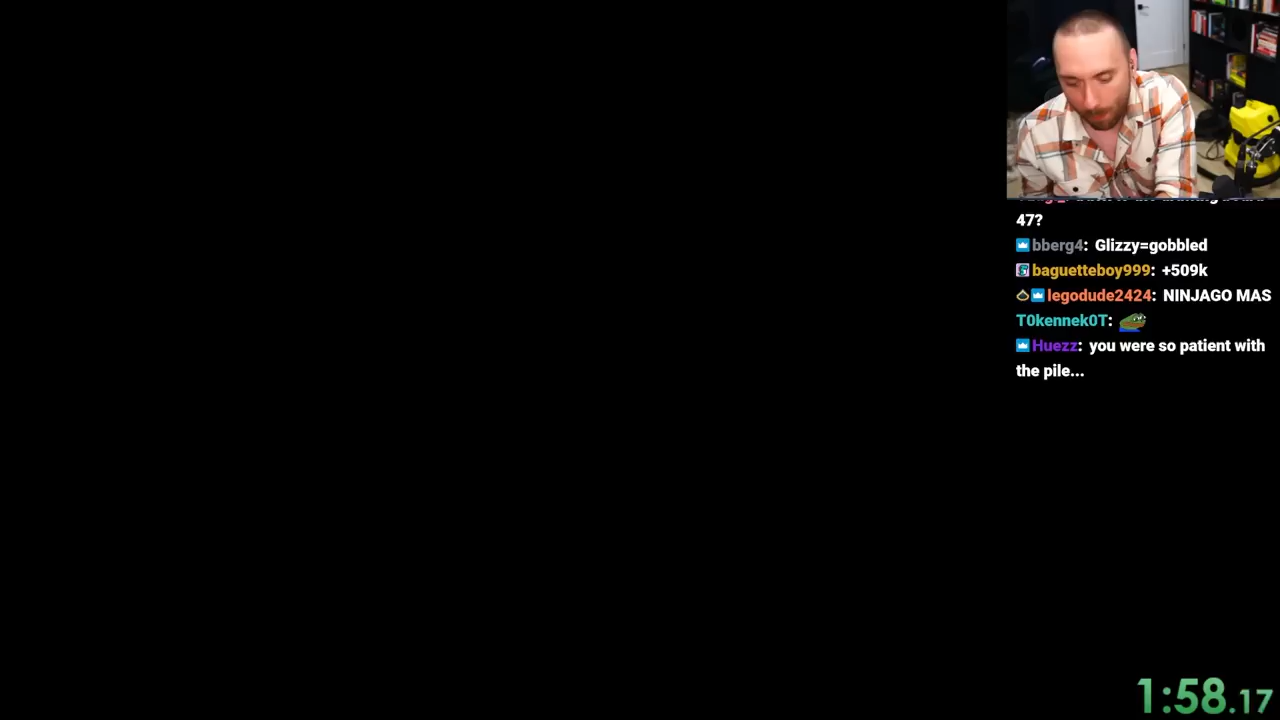 47?
bberg4: Glizzy=gobbled
baguetteboy999: +509k
legodude2424: NINJAGO MAS
T0kennek0T:
Huezz: you were so patient with
the pile...
1:58.17